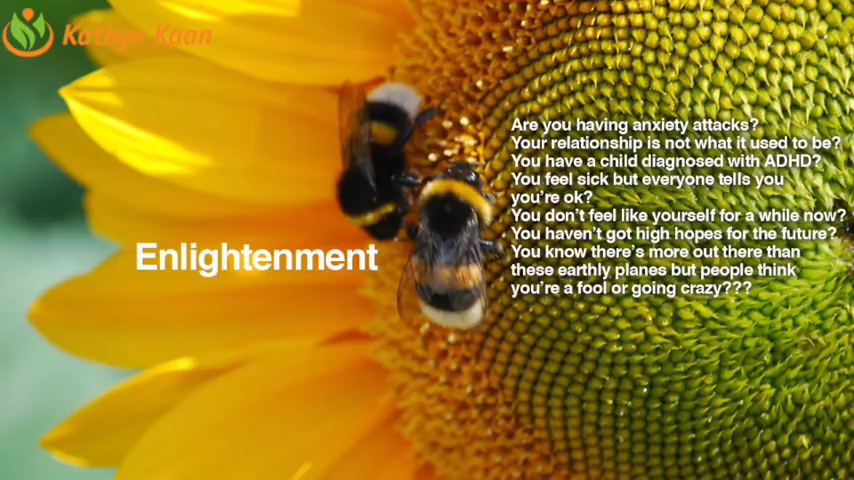 Kathye Kaan
Enlightenment
Are you having anxiety attacks?
Your relationship is not what it used to be?
You have a child diagnosed with ADHD?
You feel sick but everyone tells you
you're ok?
You don't feel like yourself for a while now?
You haven't got high hopes for the future?
You know there's more out there than
these earthly planes but people think
you're a fool or going crazy???